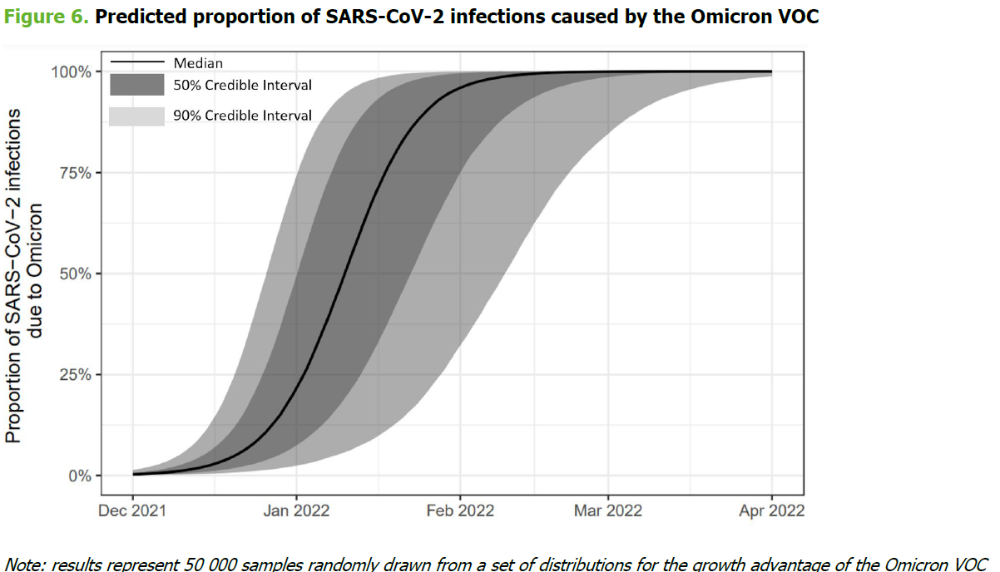 Figure 6. Predicted proportion of SARS-CoV-2 infections caused by the Omicron VOC
Median
50% Credible Interval
90% Credible Interval
100%
75%
50%
25%
0%
Proportion of SARS−CoV−2 infections
due to Omicron
Dec 2021 Jan 2022 Feb 2022 Mar 2022 Apr 2022
Note: results represent 50 000 samples randomly drawn from a set of distributions for the growth advantage of the Omicron VOC